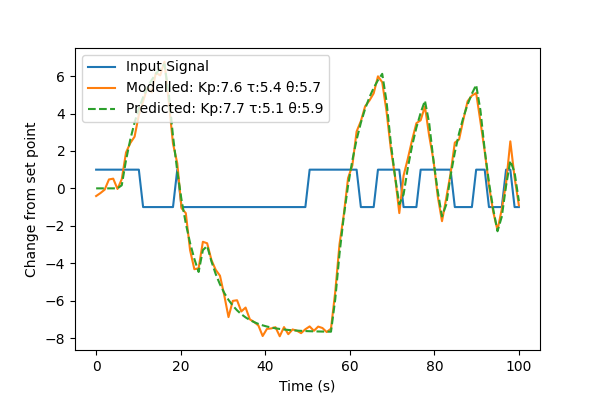 Input Signal
Modelled: Kp:7.6 τ:5.4 θ:5.7
Predicted: Kp:7.7 τ:5.1 θ:5.9
Change from set point
6
4
2
0
−2
−4
−6
−8
0 20 40 60 80 100
Time (s)